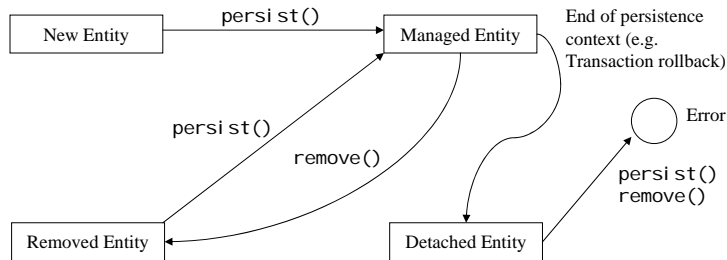 persist()
New Entity
Managed Entity
End of persistence
context (e.g.
Transaction rollback)
Error
persist()
remove()
persist()
remove()
Removed Entity
Detached Entity